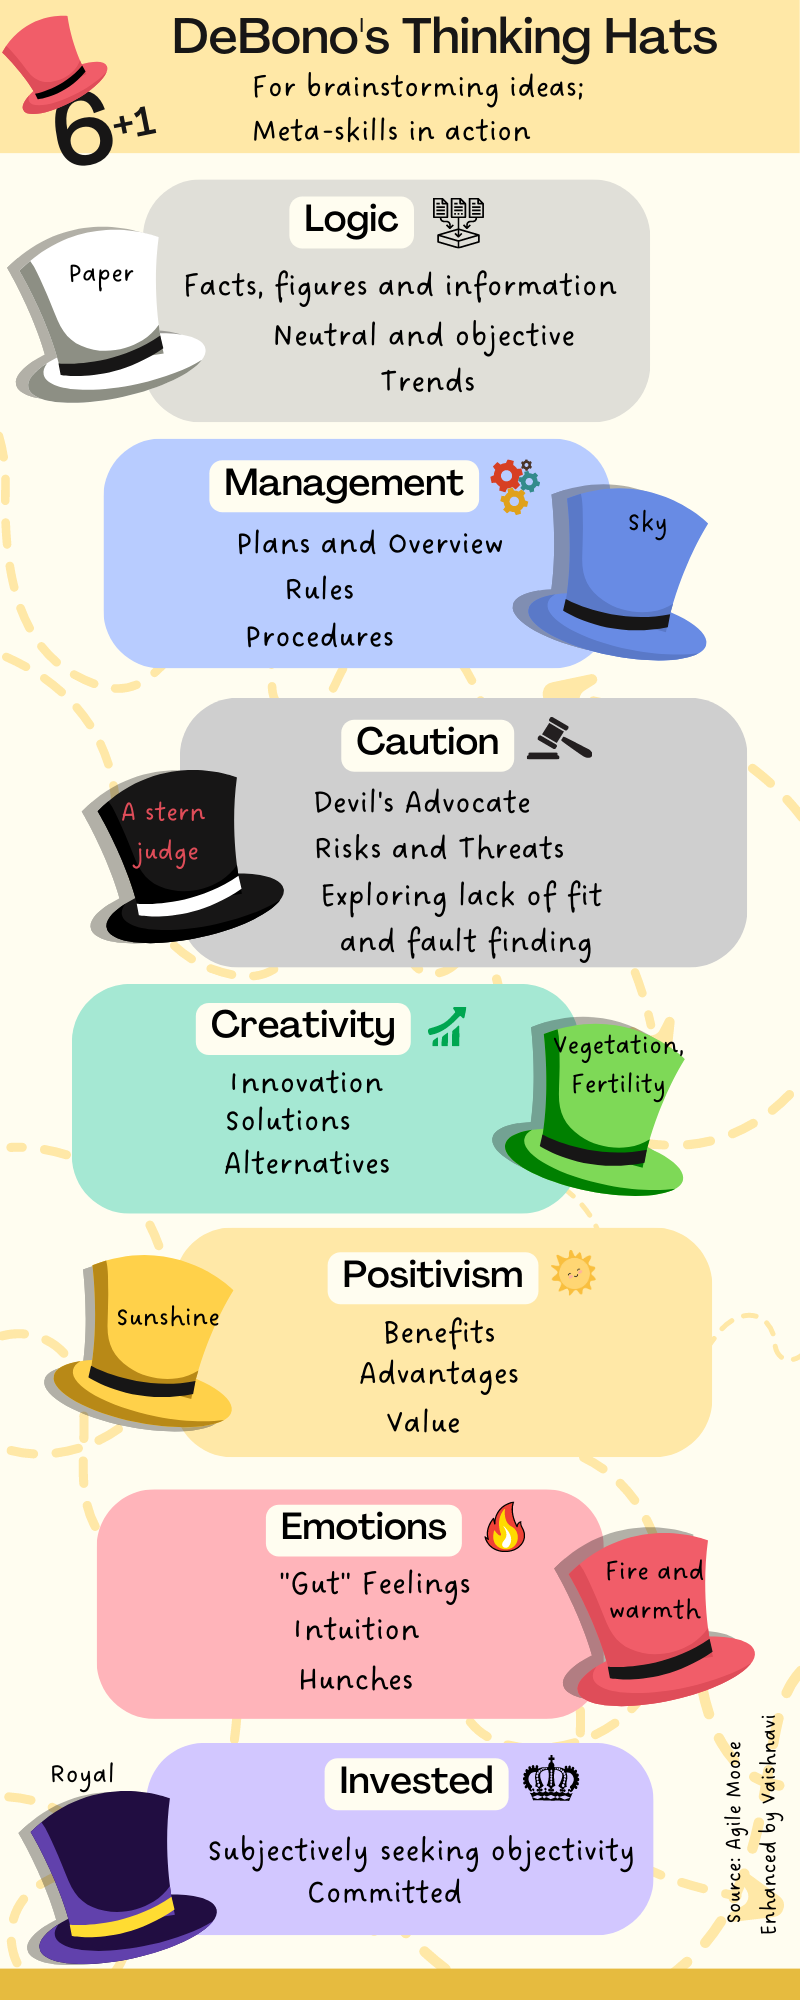 DeBono's Thinking Hats
For brainstorming ideas;
Meta-skills in action
6+1
Logic
Paper
Facts, figures and information
Neutral and objective
Trends
Management
Sky
Plans and Overview
Rules
Procedures
Caution
A stern
judge
Devil's Advocate
Risks and Threats
Exploring lack of fit
and fault finding
Creativity
Vegetation,
Fertility
Innovation
Solutions
Alternatives
Positivism
Sunshine
Benefits
Advantages
Value
Emotions
Fire and
warmth
"Gut" Feelings
Intuition
Hunches
Royal
Invested
Subjectively seeking objectivity
Committed
Source: Agile Moose
Enhanced by Vaishnavi